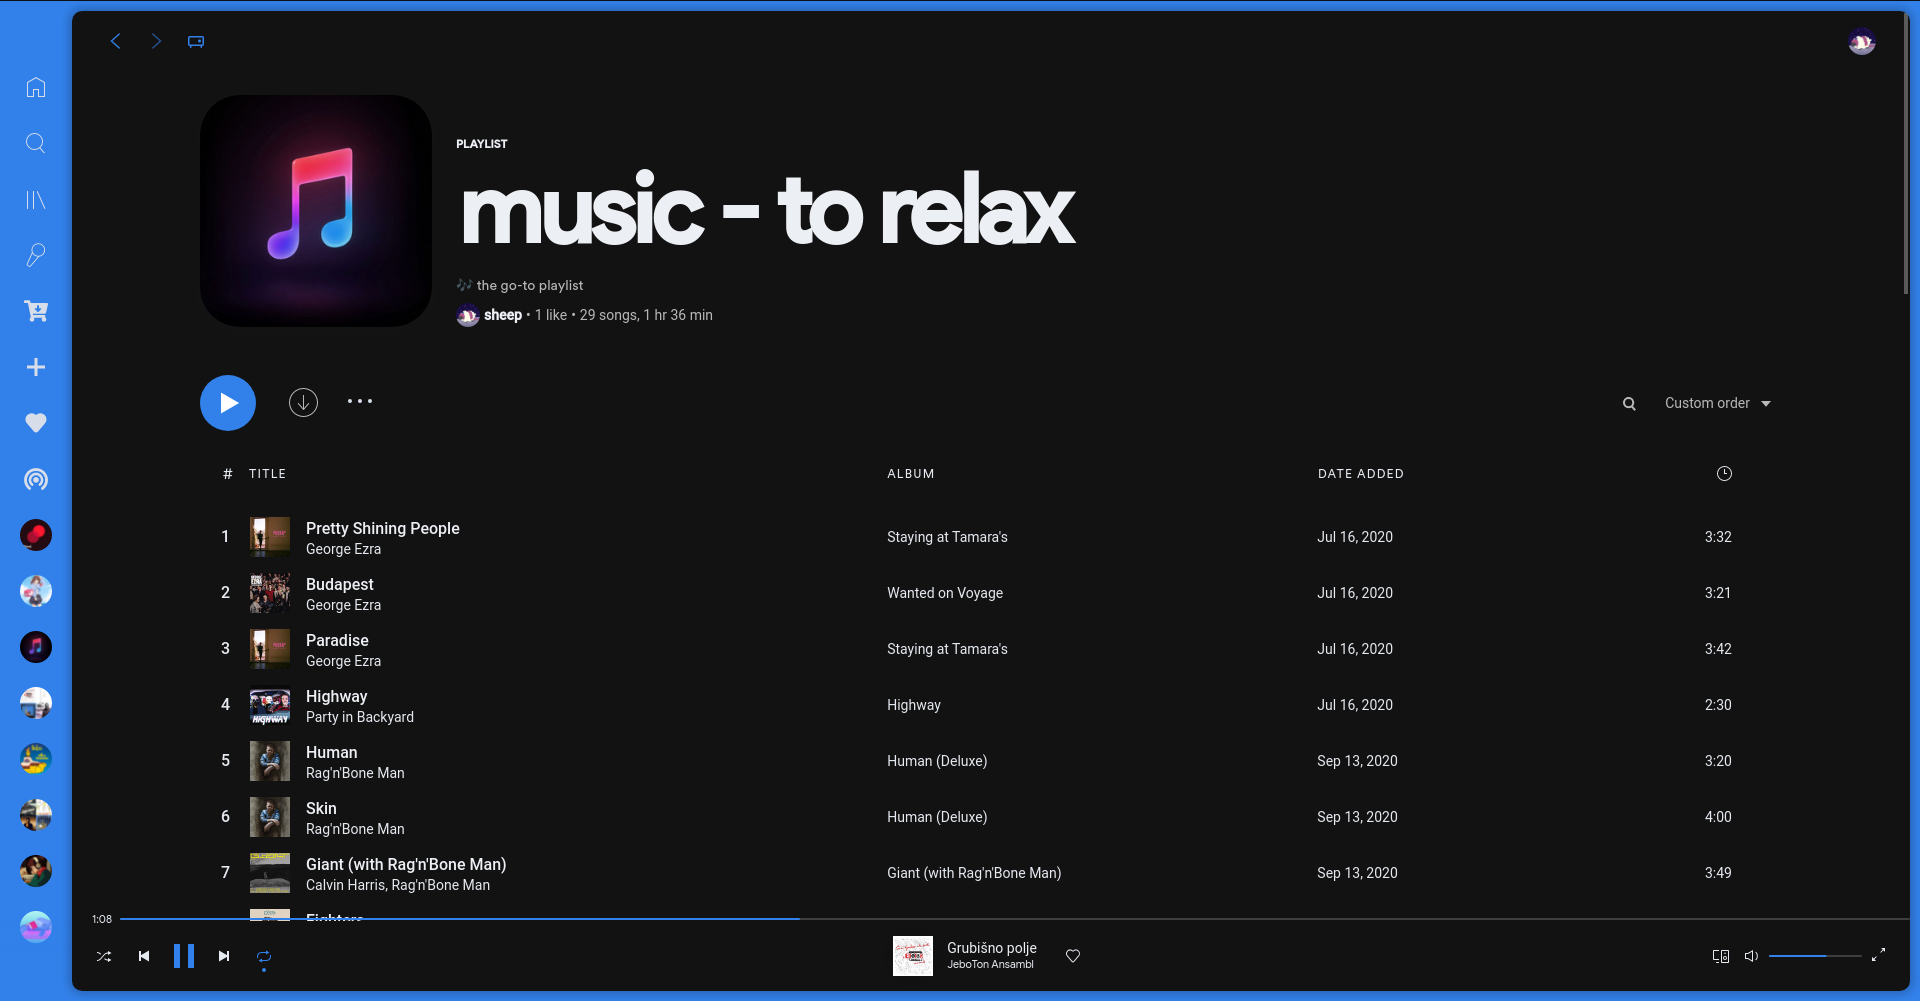 PLAYLIST
music - to relax
🎶 the go-to playlist
sheep • 1 like • 29 songs, 1 hr 36 min
Custom order
# TITLE ALBUM DATE ADDED
1 Pretty Shining People Staying at Tamara's Jul 16, 2020 3:32
George Ezra
2 Budapest Wanted on Voyage Jul 16, 2020 3:21
George Ezra
3 Paradise Staying at Tamara's Jul 16, 2020 3:42
George Ezra
4 Highway Highway Jul 16, 2020 2:30
Party in Backyard
HIGHWAY
5 Human Human (Deluxe) Sep 13, 2020 3:20
Rag'n'Bone Man
6 Skin Human (Deluxe) Sep 13, 2020 4:00
Rag'n'Bone Man
7 Giant (with Rag'n'Bone Man) Giant (with Rag'n'Bone Man) Sep 13, 2020 3:49
Calvin Harris, Rag'n'Bone Man
Fighters
1:08
Grubišno polje
JeboTon Ansambl